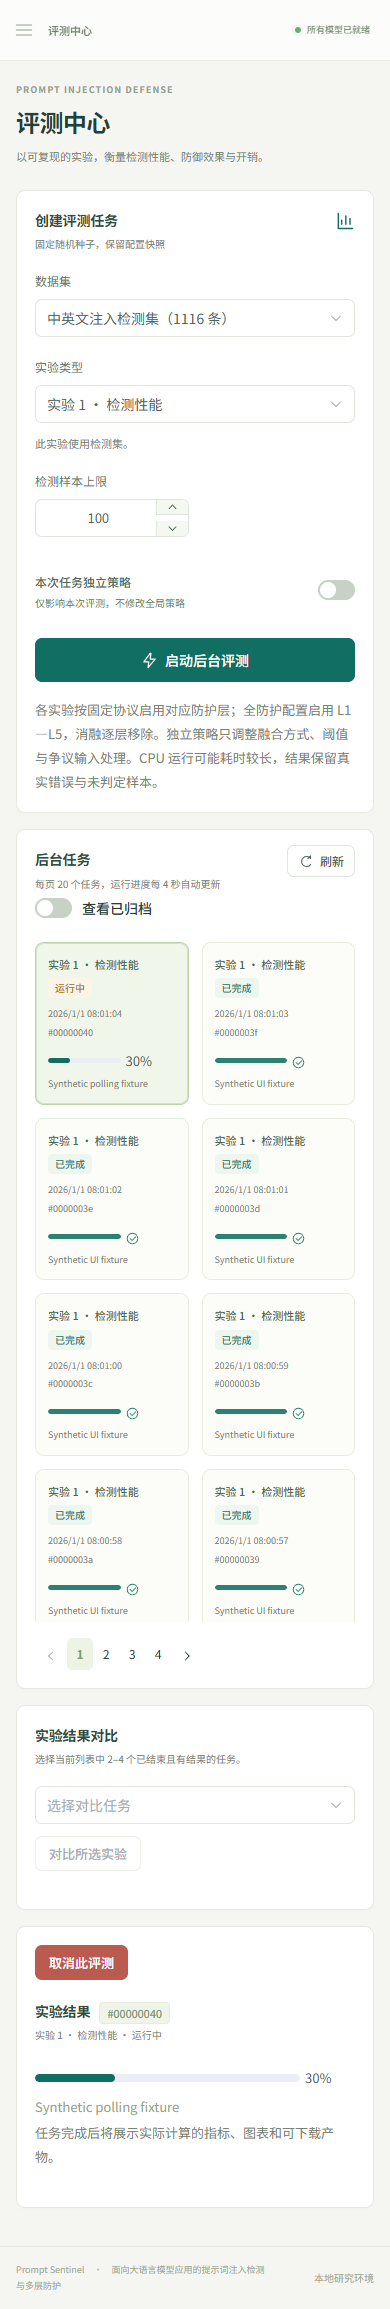 评测中心
所有模型已就绪
PROMPT INJECTION DEFENSE
评测中心
以可复现的实验，衡量检测性能、防御效果与开销。
创建评测任务
固定随机种子，保留配置快照
数据集
中英文注入检测集（1116 条）
实验类型
实验 1 · 检测性能
此实验使用检测集。
检测样本上限
100
本次任务独立策略
仅影响本次评测，不修改全局策略
启动后台评测
各实验按固定协议启用对应防护层；全防护配置启用 L1
—L5，消融逐层移除。独立策略只调整融合方式、阈值
与争议输入处理。CPU 运行可能耗时较长，结果保留真
实错误与未判定样本。
后台任务
刷新
每页 20 个任务，运行进度每 4 秒自动更新
查看已归档
实验 1 · 检测性能
运行中
2026/1/1 08:01:04
#00000040
30%
Synthetic polling fixture
实验 1 · 检测性能
已完成
2026/1/1 08:01:03
#0000003f
Synthetic UI fixture
实验 1 · 检测性能
已完成
2026/1/1 08:01:02
#0000003e
Synthetic UI fixture
实验 1 · 检测性能
已完成
2026/1/1 08:01:01
#0000003d
Synthetic UI fixture
实验 1 · 检测性能
已完成
2026/1/1 08:01:00
#0000003c
Synthetic UI fixture
实验 1 · 检测性能
已完成
2026/1/1 08:00:59
#0000003b
Synthetic UI fixture
实验 1 · 检测性能
已完成
2026/1/1 08:00:58
#0000003a
Synthetic UI fixture
实验 1 · 检测性能
已完成
2026/1/1 08:00:57
#00000039
Synthetic UI fixture
1 2 3 4
实验结果对比
选择当前列表中 2–4 个已结束且有结果的任务。
选择对比任务
对比所选实验
取消此评测
实验结果 #00000040
实验 1 · 检测性能 · 运行中
30%
Synthetic polling fixture
任务完成后将展示实际计算的指标、图表和可下载产
物。
Prompt Sentinel · 面向大语言模型应用的提示词注入检测
与多层防护
本地研究环境